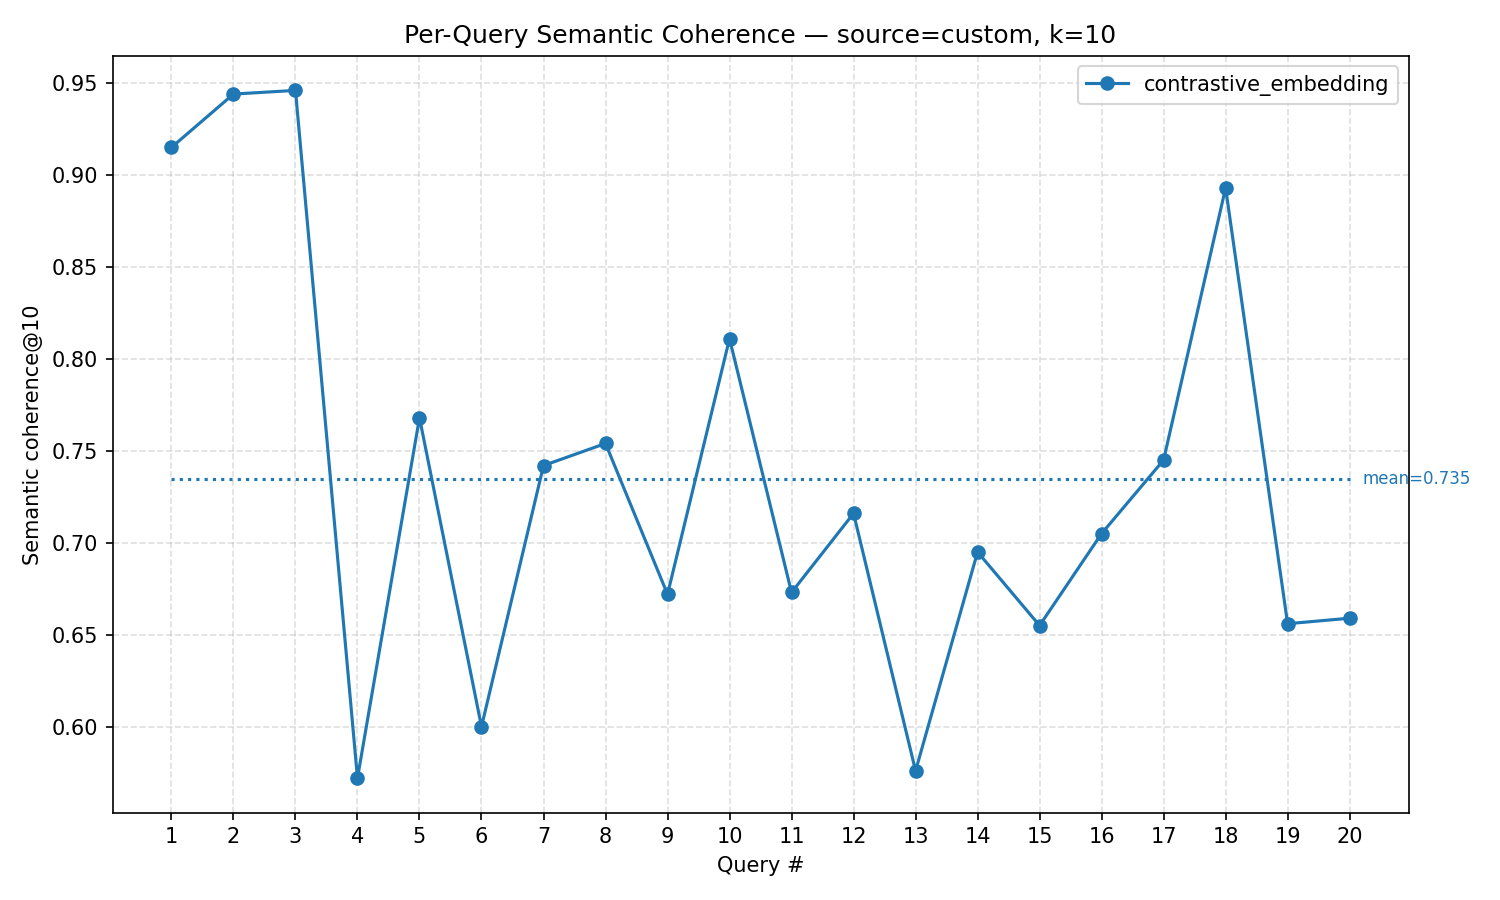 Per-Query Semantic Coherence — source=custom, k=10
contrastive_embedding
Semantic coherence@10
0.95
0.90
0.85
0.80
0.75
0.70
0.65
0.60
mean=0.735
1 2 3 4 5 6 7 8 9 10 11 12 13 14 15 16 17 18 19 20
Query #